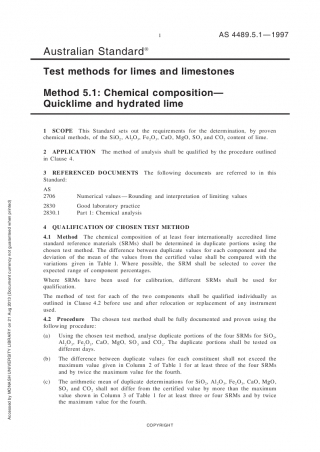 1
AS 4489.5.1—1997
Australian Standard®
Test methods for limes and limestones
Method 5.1: Chemical composition—
Quicklime and hydrated lime
1 SCOPE This Standard sets out the requirements for the determination, by proven
chemical methods, of the SiO2, Al2O3, Fe2O3, CaO, MgO, SO3 and CO2 content of lime.
2 APPLICATION The method of analysis shall be qualified by the procedure outlined
in Clause 4.
3 REFERENCED DOCUMENTS The following documents are referred to in this
Standard:
AS
2706 Numerical values — Rounding and interpretation of limiting values
2830 Good laboratory practice
2830.1 Part 1: Chemical analysis
4 QUALIFICATION OF CHOSEN TEST METHOD
4.1 Method The chemical composition of at least four internationally accredited lime
standard reference materials (SRMs) shall be determined in duplicate portions using the
chosen test method. The difference between duplicate values for each component and the
deviation of the mean of the values from the certified value shall be compared with the
variations given in Table 1. Where possible, the SRM shall be selected to cover the
expected range of component percentages.
Where SRMs have been used for calibration, different SRMs shall be used for
qualification.
The method of test for each of the two components shall be qualified individually as
outlined in Clause 4.2 before use and after relocation or replacement of any instrument
used.
4.2 Procedure The chosen test method shall be fully documented and proven using the
following procedure:
(a) Using the chosen test method, analyse duplicate portions of the four SRMs for SiO2,
Al2O3, Fe2O3, CaO, MgO, SO3 and CO2. The duplicate portions shall be tested on
different days.
(b) The difference between duplicate values for each constituent shall not exceed the
maximum value given in Column 2 of Table 1 for at least three of the four SRMs
and by twice the maximum value for the fourth.
(c) The arithmetic mean of duplicate determinations for SiO2, Al2O3, Fe2O3, CaO, MgO,
SO3 and CO2 shall not differ from the certified value by more than the maximum
value shown in Column 3 of Table 1 for at least three or four SRMs and by twice
the maximum value for the fourth.
COPYRIGHT
Accessed by MONASH UNIVERSITY LIBRARY on 21 Aug 2012 (Document currency not guaranteed when printed)